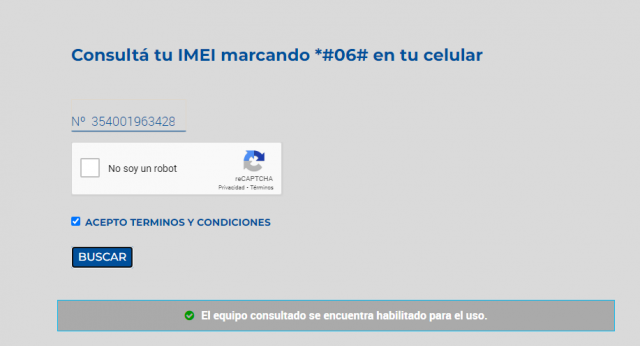 Consultá tu IMEI marcando *#06# en tu celular
Nº 354001963428
No soy un robot
reCAPTCHA
Privacidad - Términos
ACEPTO TERMINOS Y CONDICIONES
BUSCAR
El equipo consultado se encuentra habilitado para el uso.